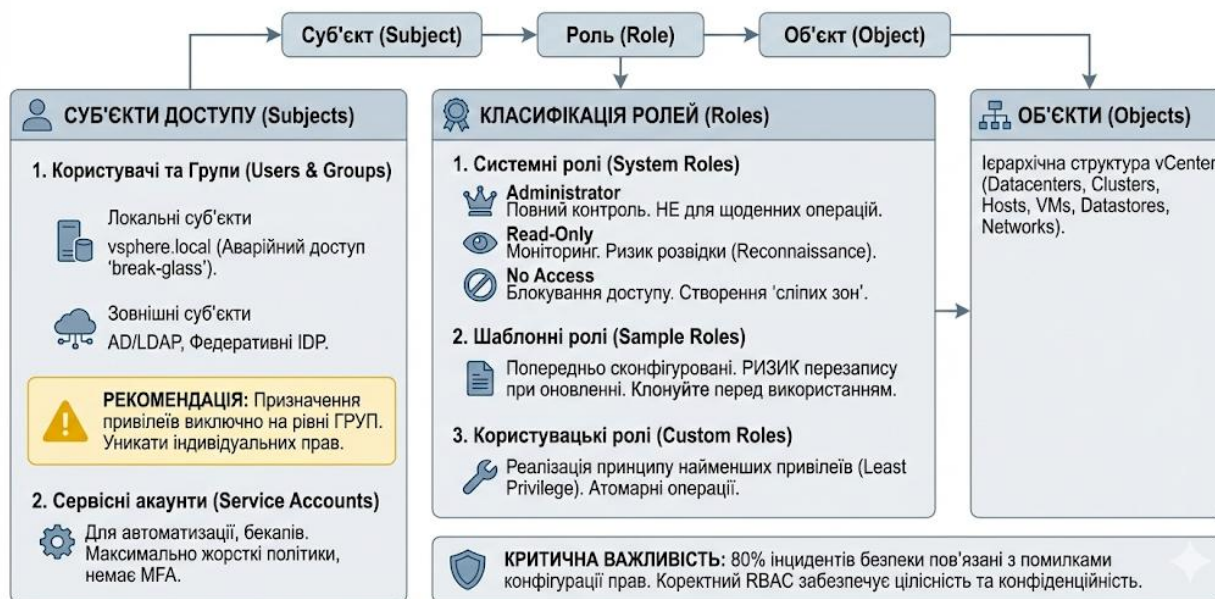 Суб'єкт (Subject)
Роль (Role)
Об'єкт (Object)
СУБ'ЄКТИ ДОСТУПУ (Subjects)
1. Користувачі та Групи (Users & Groups)
Локальні суб'єкти
vsphere.local (Аварійний доступ
'break-glass').
Зовнішні суб'єкти
AD/LDAP, Федеративні IDP.
РЕКОМЕНДАЦІЯ: Призначення
привілеїв виключно на рівні ГРУП.
Уникати індивідуальних прав.
2. Сервісні акаунти (Service Accounts)
Для автоматизації, бекапів.
Максимально жорсткі політики,
немає MFA.
КЛАСИФІКАЦІЯ РОЛЕЙ (Roles)
1. Системні ролі (System Roles)
Administrator
Повний контроль. НЕ для щоденних операцій.
Read-Only
Моніторинг. Ризик розвідки (Reconnaissance).
No Access
Блокування доступу. Створення 'сліпих зон'.
2. Шаблонні ролі (Sample Roles)
Попередньо сконфігуровані. РИЗИК перезапису
при оновленні. Клонуйте перед використанням.
3. Користувацькі ролі (Custom Roles)
Реалізація принципу найменших привілеїв (Least
Privilege). Атомарні операції.
ОБ'ЄКТИ (Objects)
Ієрархічна структура vCenter
(Datacenters, Clusters,
Hosts, VMs, Datastores,
Networks).
КРИТИЧНА ВАЖЛИВІСТЬ: 80% інцидентів безпеки пов'язані з помилками
конфігурації прав. Коректний RBAC забезпечує цілісність та конфіденційність.